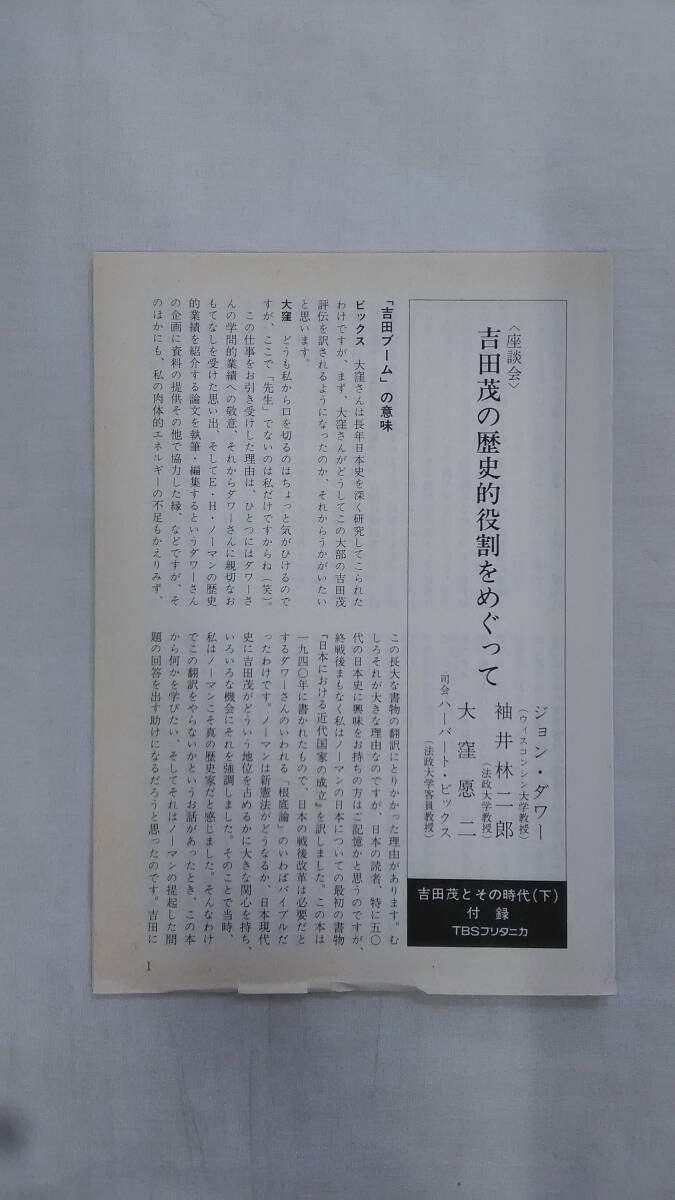 〈座談会〉
吉田茂の歴史的役割をめぐって
ジョン・ダワー
(ウィスコンシン大学教授)
袖井林二郎
(法政大学教授)
大窪愿二
司会 ハーバート・ビックス
(法政大学客員教授)
吉田茂とその時代(下)
付録
TBSブリタニカ
「吉田ブーム」の意味
ビックス 大窪さんは長年日本史を深く研究してこられた
わけですが、まず、大窪さんがどうしてこの大部の吉田茂
評伝を訳されるようになったのか、それからうかがいたい
と思います。
大窪 どうも私から口を切るのはちょっと気がひけるので
すが、ここで「先生」でないのは私だけですからね(笑)。
この仕事をお引き受けした理由は、ひとつにはダワーさ
んの学問的業績への敬意、それからダワーさんに親切なお
もてなしを受けた思い出、そしてE・H・ノーマンの歴史
的業績を紹介する論文を執筆・編集するというダワーさん
の企画に資料の提供その他で協力した縁、などですが、そ
のほかにも、私の肉体的エネルギーの不足もかえりみず、
この長大な書物の翻訳にとりかかった理由があります。む
しろそれが大きな理由なのですが、日本の読者、特に五〇
代の日本史に興味をお持ちの方はご記憶かと思うのですが、
終戦後まもなく私はノーマンの日本についての最初の書物
『日本における近代国家の成立』を訳しました。この本は
一九四〇年に書かれたもので、日本の戦後改革は必要だと
するダワーさんのいわれる「根底論」のいわばバイブルだ
ったわけです。ノーマンは新憲法がどうなるか、日本現代
史に吉田茂がどういう地位を占めるかに大きな関心を持ち、
いろいろな機会にそれを強調しました。そのことで当時、
私はノーマンこそ真の歴史家だと感じました。そんなわけ
でこの翻訳をやらないかというお話があったとき、この本
から何かを学びたい、そしてそれはノーマンの提起した問
題の回答を出す助けになるだろうと思ったのです。吉田に
1